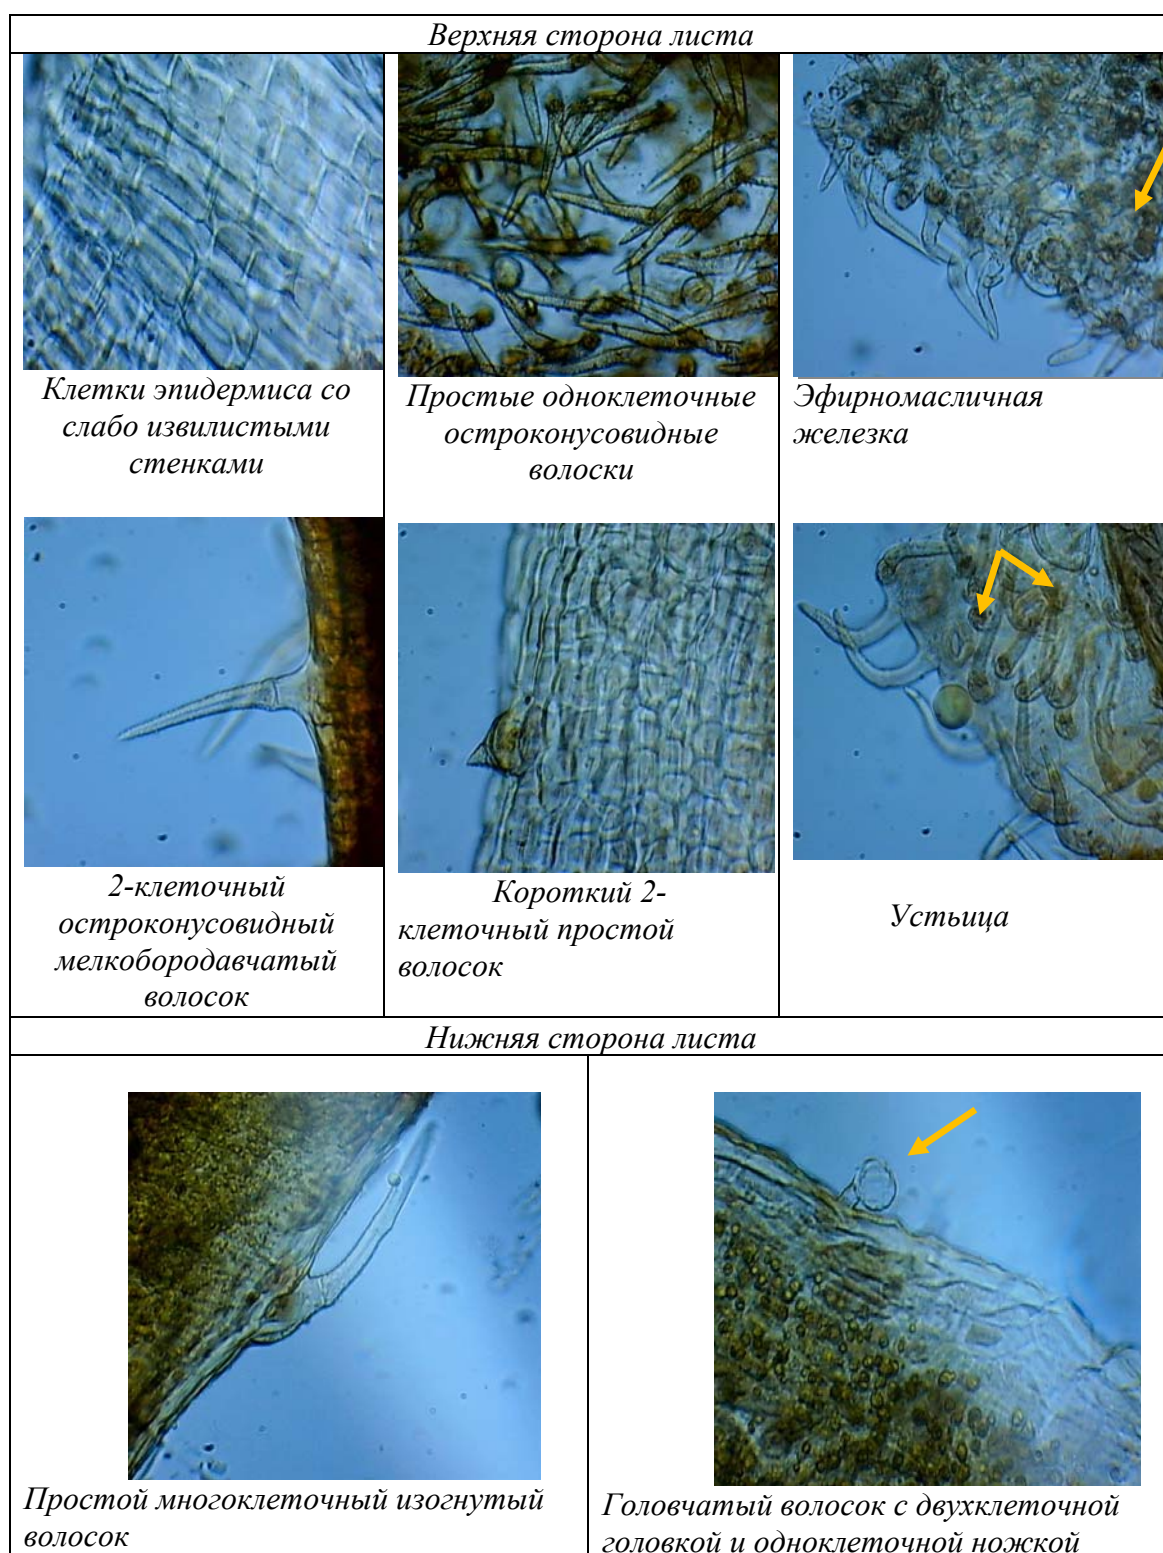 Верхняя сторона листа
Клетки эпидермиса со
слабо извилистыми
стенками
Простые одноклеточные
остроконусовидные
волоски
Эфирномасличная
железка
2-клеточный
остроконусовидный
мелкобородавчатый
волосок
Короткий 2-
клеточный простой
волосок
Устьица
Нижняя сторона листа
Простой многоклеточный изогнутый
волосок
Головчатый волосок с двухклеточной
головкой и одноклеточной ножкой